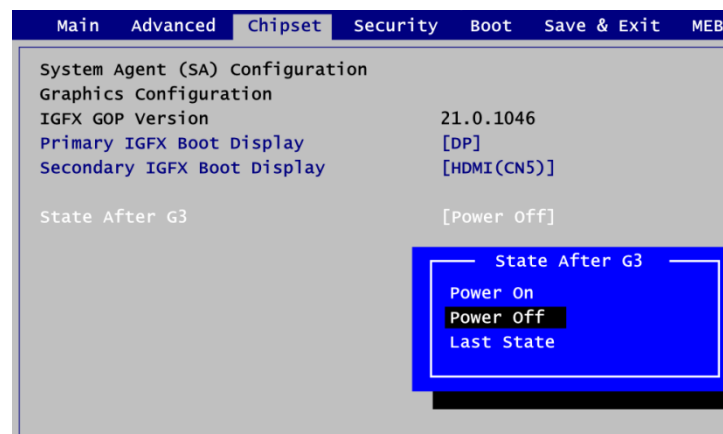 Main Advanced Chipset Security Boot Save & Exit MEB
System Agent (SA) Configuration
Graphics Configuration
IGFX GOP Version 21.0.1046
Primary IGFX Boot Display [DP]
Secondary IGFX Boot Display [HDMI(CN5)]
State After G3 [Power Off]
State After G3
Power On
Power Off
Last State